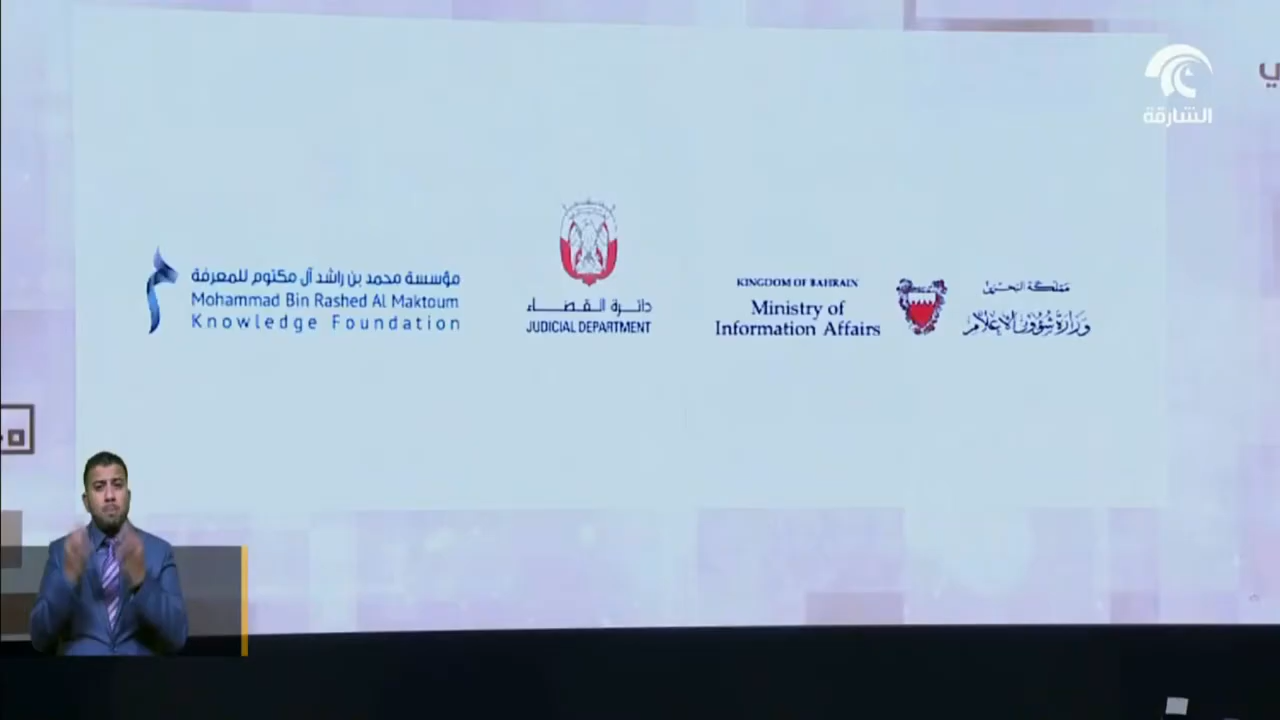 الشارقة
مؤسسة محمد بن راشد آل مكتوم للمعرفة
Mohammad Bin Rashed Al Maktoum
Knowledge Foundation
دائرة القضاء
JUDICIAL DEPARTMENT
KINGDOM OF BAHRAIN
Ministry of
Information Affairs
مملكة البحرين
وزارة شؤون الإعلام